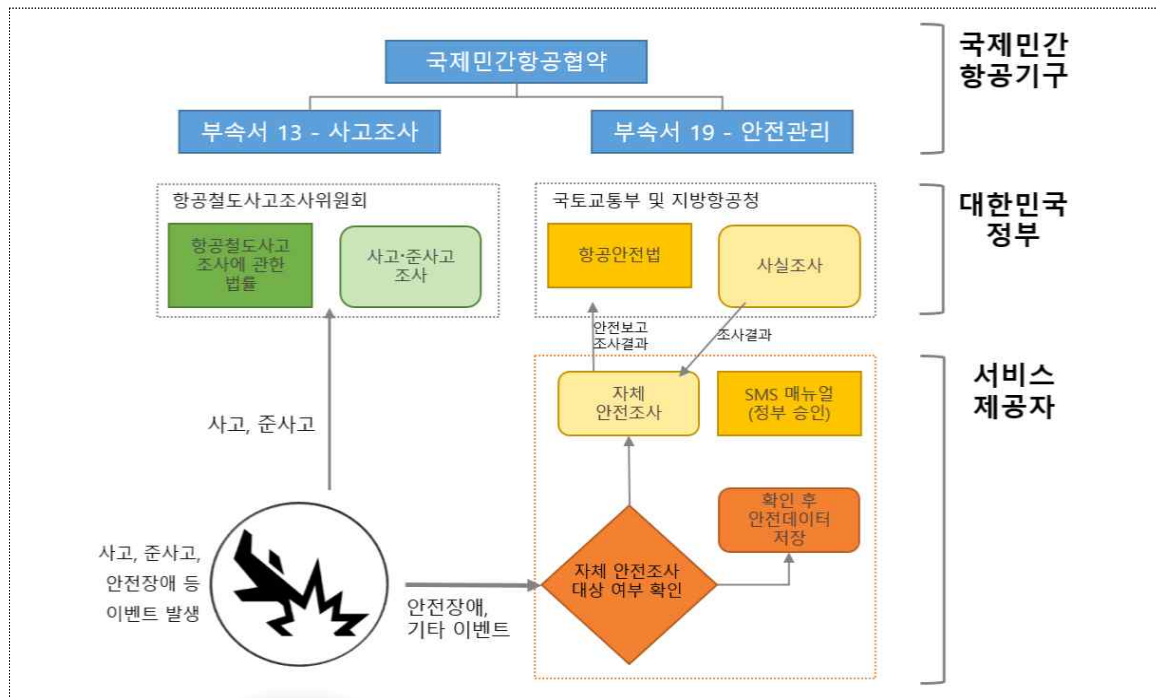 국제민간항공협약
국제민간
항공기구
부속서 13 - 사고조사
부속서 19 - 안전관리
항공철도사고조사위원회
국토교통부 및 지방항공청
대한민국
정부
항공철도사고
조사에 관한
법률
사고·준사고
조사
항공안전법
사실조사
안전보고
조사결과
조사결과
자체
안전조사
SMS 매뉴얼
(정부 승인)
서비스
제공자
사고, 준사고
확인 후
안전데이터
저장
사고, 준사고,
안전장애 등
이벤트 발생
자체 안전조사
대상 여부 확인
안전장애,
기타 이벤트